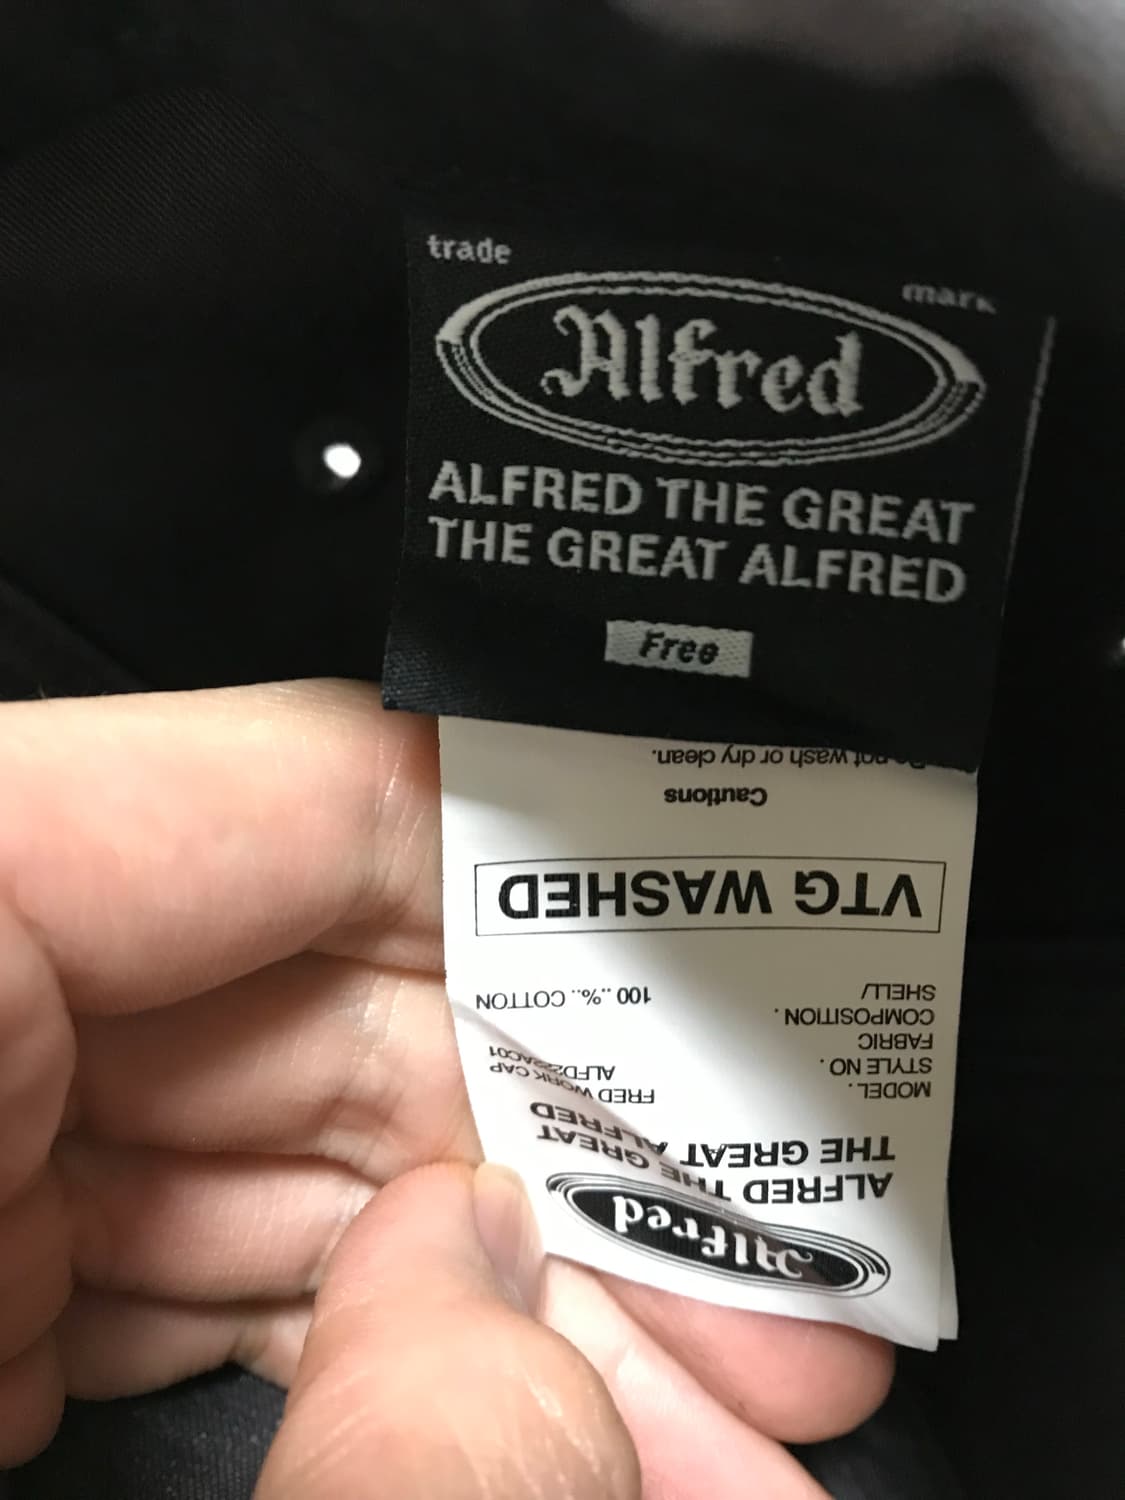 trade
mark
Alfred
ALFRED THE GREAT
THE GREAT ALFRED
Free
Alfred
ALFRED THE GREAT
THE GREAT ALFRED
MODEL. FRED WORK CAP
STYLE NO.
FABRIC
COMPOSITION.
SHELL/ 100 ..%.. COTTON
VTG WASHED
Cautions
Do not wash or dry clean.